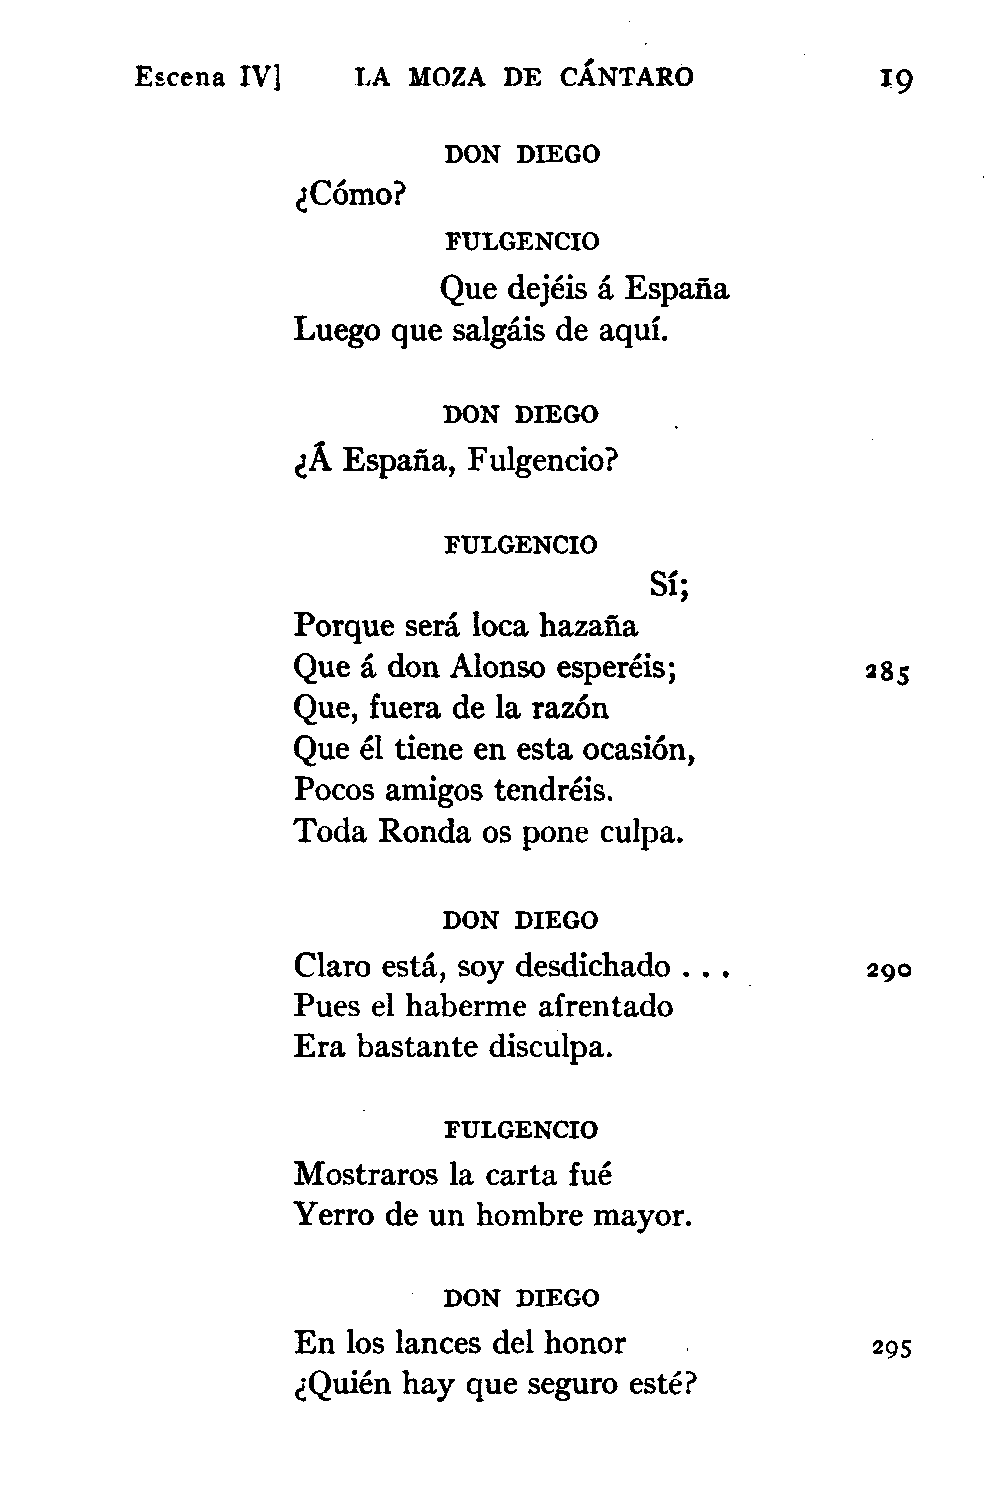 Escena IV] LA MOZA DE CÁNTARO 19
DON DIEGO
¿Cómo?
FULGENCIO
Que dejéis á España
Luego que salgáis de aquí.
DON DIEGO
¿Á España, Fulgencio?
FULGENCIO
Sí;
Porque será loca hazaña
Que á don Alonso esperéis; 285
Que, fuera de la razón
Que él tiene en esta ocasión,
Pocos amigos tendréis.
Toda Ronda os pone culpa.
DON DIEGO
Claro está, soy desdichado . . . 290
Pues el haberme afrentado
Era bastante disculpa.
FULGENCIO
Mostraros la carta fué
Yerro de un hombre mayor.
DON DIEGO
En los lances del honor 295
¿Quién hay que seguro esté?